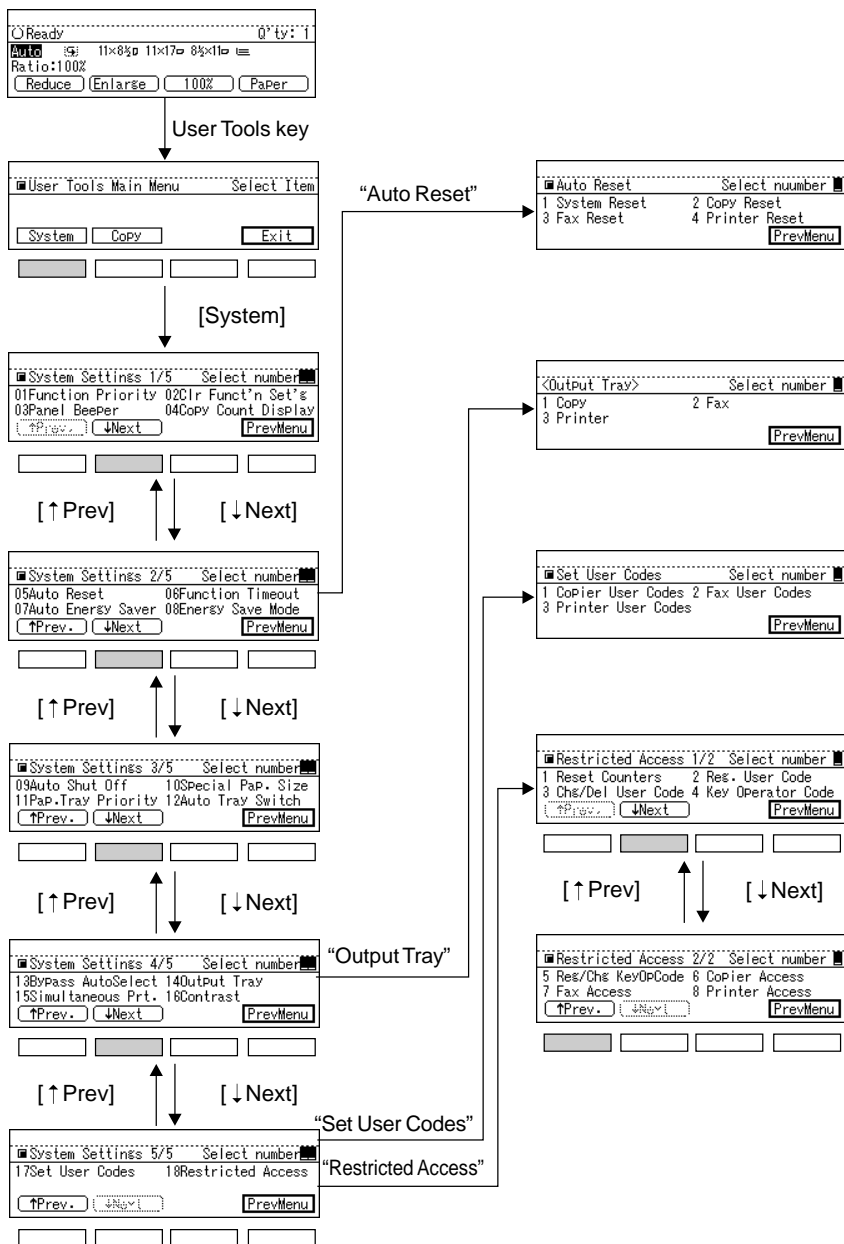 Ready Q'ty: 1
Auto 11×8½ 11×17 8½×11
Ratio:100%
Reduce Enlarge 100% Paper
User Tools key
User Tools Main Menu Select Item
System Copy Exit
[System]
System Settings 1/5 Select number
01Function Priority 02Clr Funct'n Set's
03Panel Beeper 04Copy Count Display
↑Prev. ↓Next PrevMenu
[↑Prev] [↓Next]
System Settings 2/5 Select number
05Auto Reset 06Function Timeout
07Auto Energy Saver 08Energy Save Mode
↑Prev. ↓Next PrevMenu
[↑Prev] [↓Next]
System Settings 3/5 Select number
09Auto Shut Off 10Special Pap. Size
11Pap.Tray Priority 12Auto Tray Switch
↑Prev. ↓Next PrevMenu
[↑Prev] [↓Next]
System Settings 4/5 Select number
13Bypass AutoSelect 14Output Tray
15Simultaneous Prt. 16Contrast
↑Prev. ↓Next PrevMenu
[↑Prev] [↓Next]
System Settings 5/5 Select number
17Set User Codes 18Restricted Access
↑Prev. ↓Next PrevMenu
“Auto Reset”
“Output Tray”
“Set User Codes”
“Restricted Access”
Auto Reset Select nuumber
1 System Reset 2 Copy Reset
3 Fax Reset 4 Printer Reset
PrevMenu
<Output Tray> Select number
1 Copy 2 Fax
3 Printer
PrevMenu
Set User Codes Select number
1 Copier User Codes 2 Fax User Codes
3 Printer User Codes
PrevMenu
Restricted Access 1/2 Select number
1 Reset Counters 2 Reg. User Code
3 Chg/Del User Code 4 Key Operator Code
↑Prev. ↓Next PrevMenu
[↑Prev] [↓Next]
Restricted Access 2/2 Select number
5 Reg/Chg KeyOpCode 6 Copier Access
7 Fax Access 8 Printer Access
↑Prev. ↓Next PrevMenu